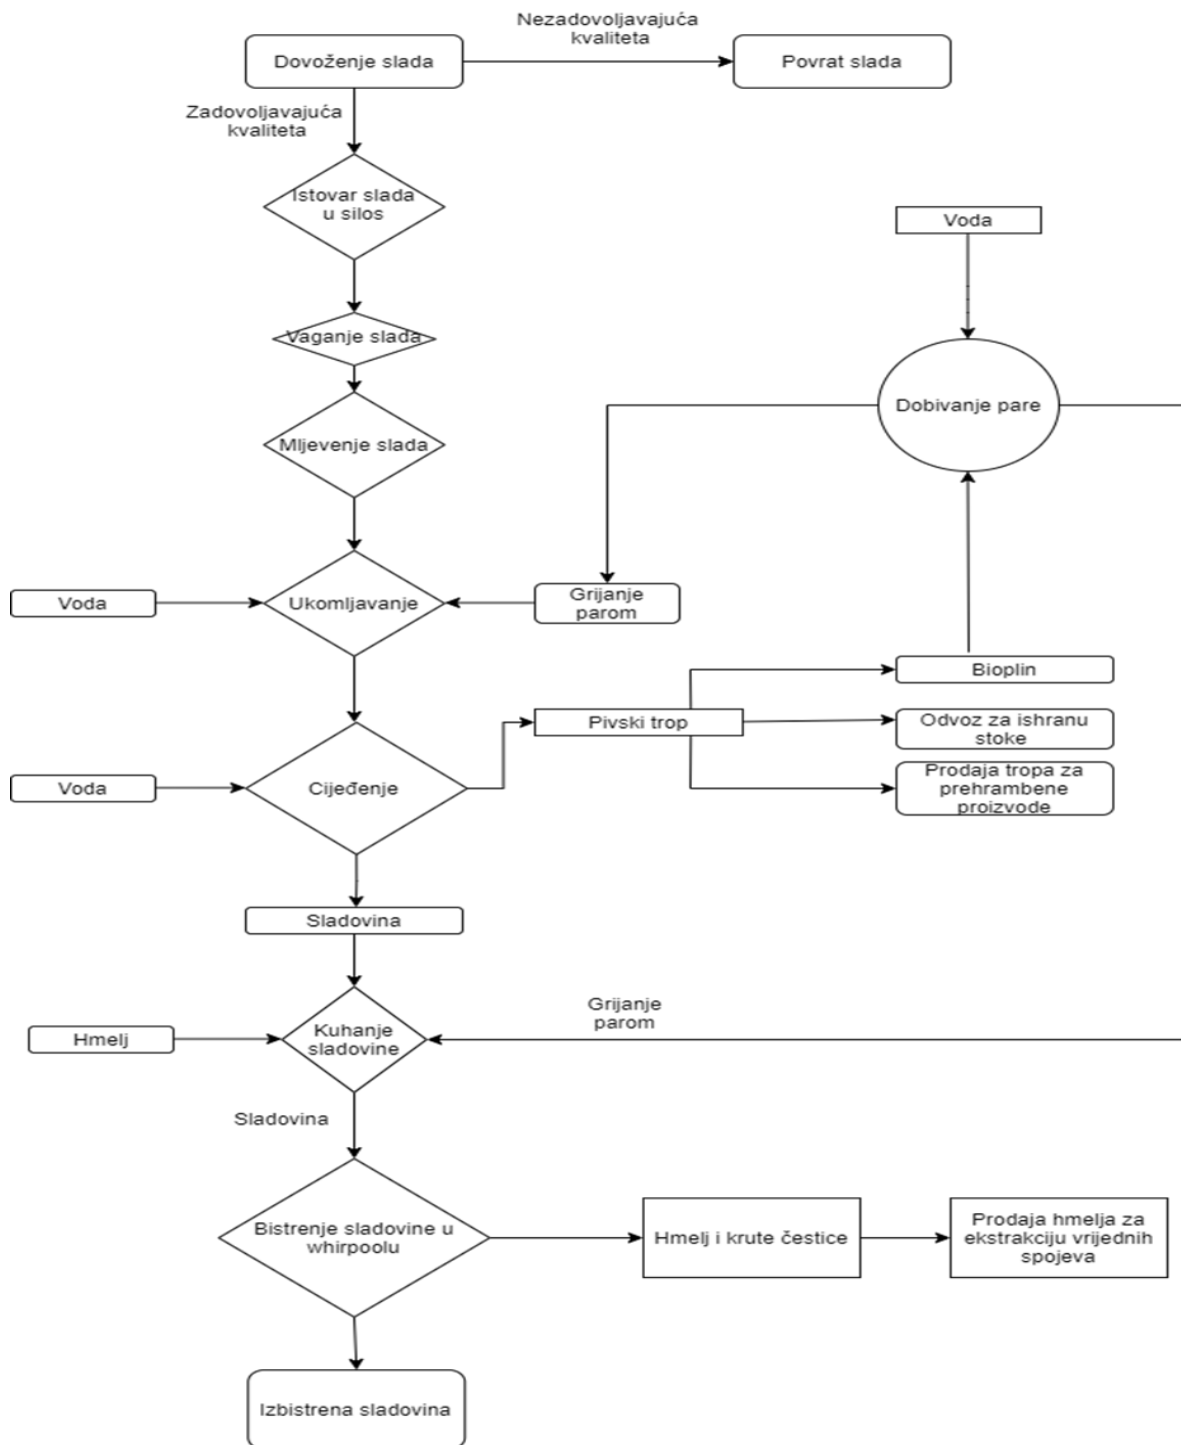 Nezadovoljavajuća
kvaliteta
Dovoženje slada
Povrat slada
Zadovoljavajuća
kvaliteta
Istovar slada
u silos
Voda
Vaganje slada
Dobivanje pare
Mljevenje slada
Voda
Ukomljavanje
Grijanje
parom
Bioplin
Pivski trop
Odvoz za ishranu
stoke
Voda
Cijeđenje
Prodaja tropa za
prehrambene
proizvode
Sladovina
Grijanje
parom
Hmelj
Kuhanje
sladovine
Sladovina
Bistrenje sladovine u
whirpoolu
Hmelj i krute čestice
Prodaja hmelja za
ekstrakciju vrijednih
spojeva
Izbistrena sladovina